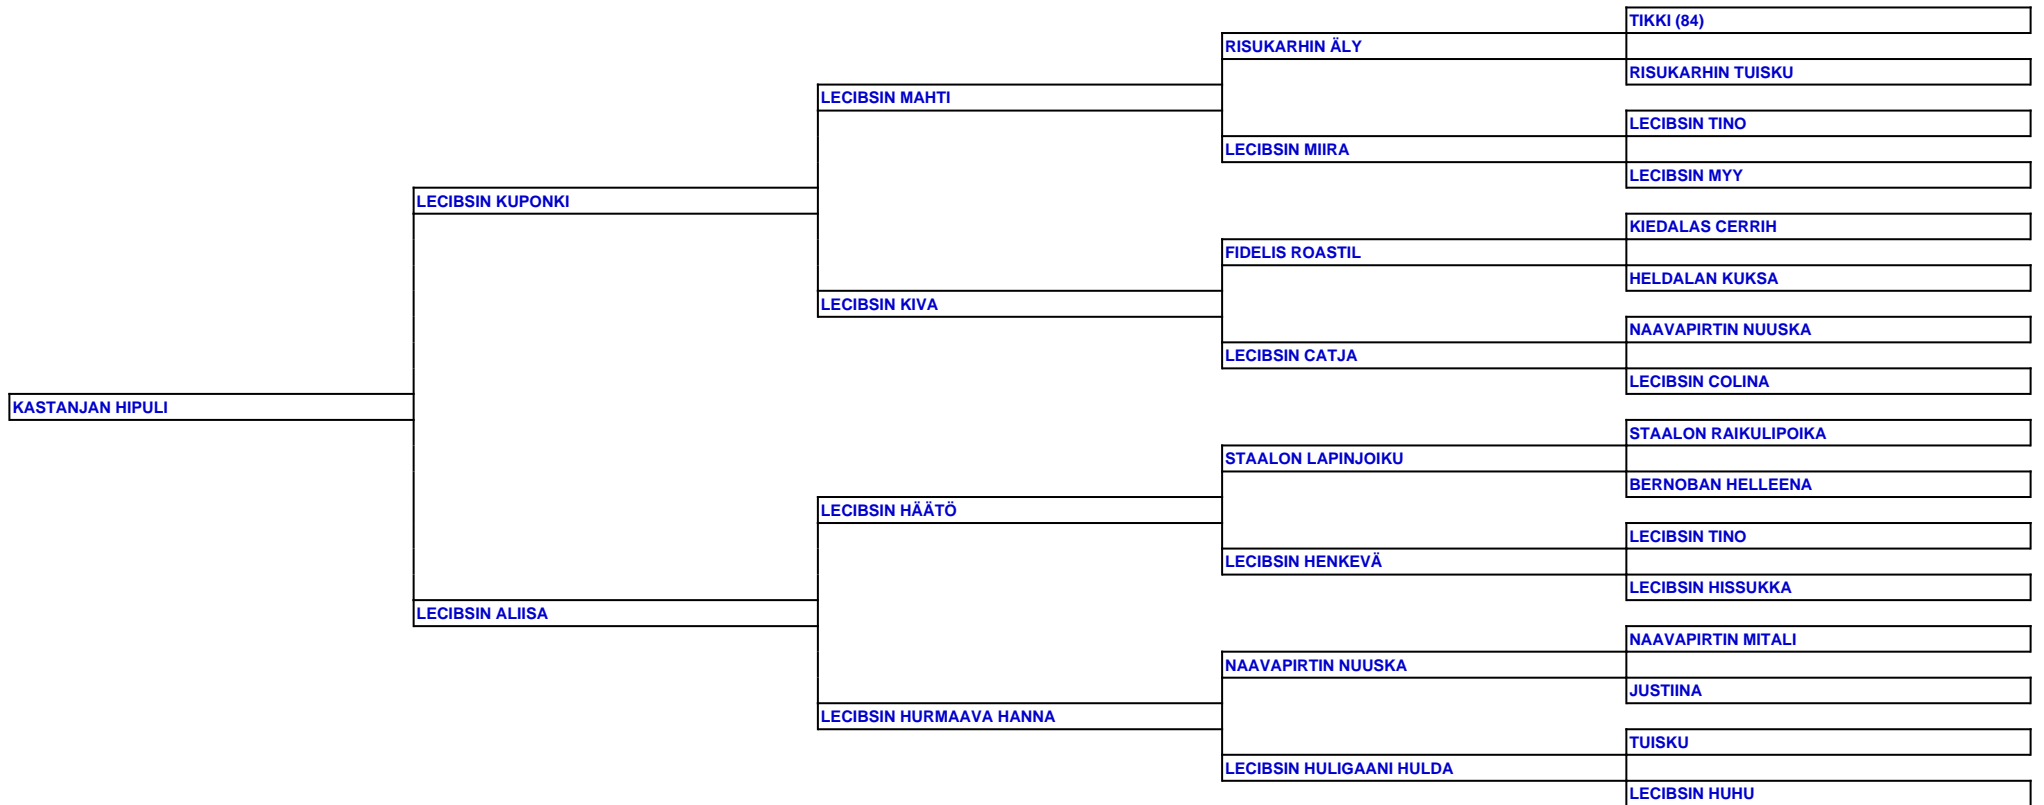 TIKKI (84)
RISUKARHIN ÄLY
RISUKARHIN TUISKU
LECIBSIN MAHTI
LECIBSIN TINO
LECIBSIN MIIRA
LECIBSIN MYY
LECIBSIN KUPONKI
KIEDALAS CERRIH
FIDELIS ROASTIL
HELDALAN KUKSA
LECIBSIN KIVA
NAAVAPIRTIN NUUSKA
LECIBSIN CATJA
LECIBSIN COLINA
KASTANJAN HIPULI
STAALON RAIKULIPOIKA
STAALON LAPINJOIKU
BERNOBAN HELLEENA
LECIBSIN HÄÄTÖ
LECIBSIN TINO
LECIBSIN HENKEVÄ
LECIBSIN HISSUKKA
LECIBSIN ALIISA
NAAVAPIRTIN MITALI
NAAVAPIRTIN NUUSKA
JUSTIINA
LECIBSIN HURMAAVA HANNA
TUISKU
LECIBSIN HULIGAANI HULDA
LECIBSIN HUHU